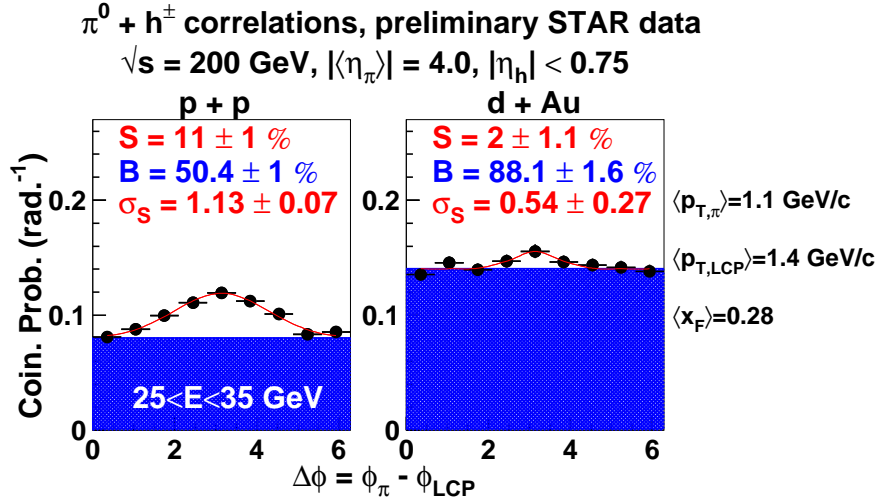 π⁰ + h± correlations, preliminary STAR data
√s = 200 GeV, |⟨η_π⟩| = 4.0, |η_h| < 0.75
p + p
d + Au
S = 11 ± 1 %
B = 50.4 ± 1 %
σ_S = 1.13 ± 0.07
S = 2 ± 1.1 %
B = 88.1 ± 1.6 %
σ_S = 0.54 ± 0.27
⟨p_T,π⟩=1.1 GeV/c
⟨p_T,LCP⟩=1.4 GeV/c
⟨x_F⟩=0.28
Coin. Prob. (rad.⁻¹)
0.2
0.1
0
0.2
0.1
0
25<E<35 GeV
0 2 4 6
0 2 4 6
Δϕ = ϕ_π - ϕ_LCP